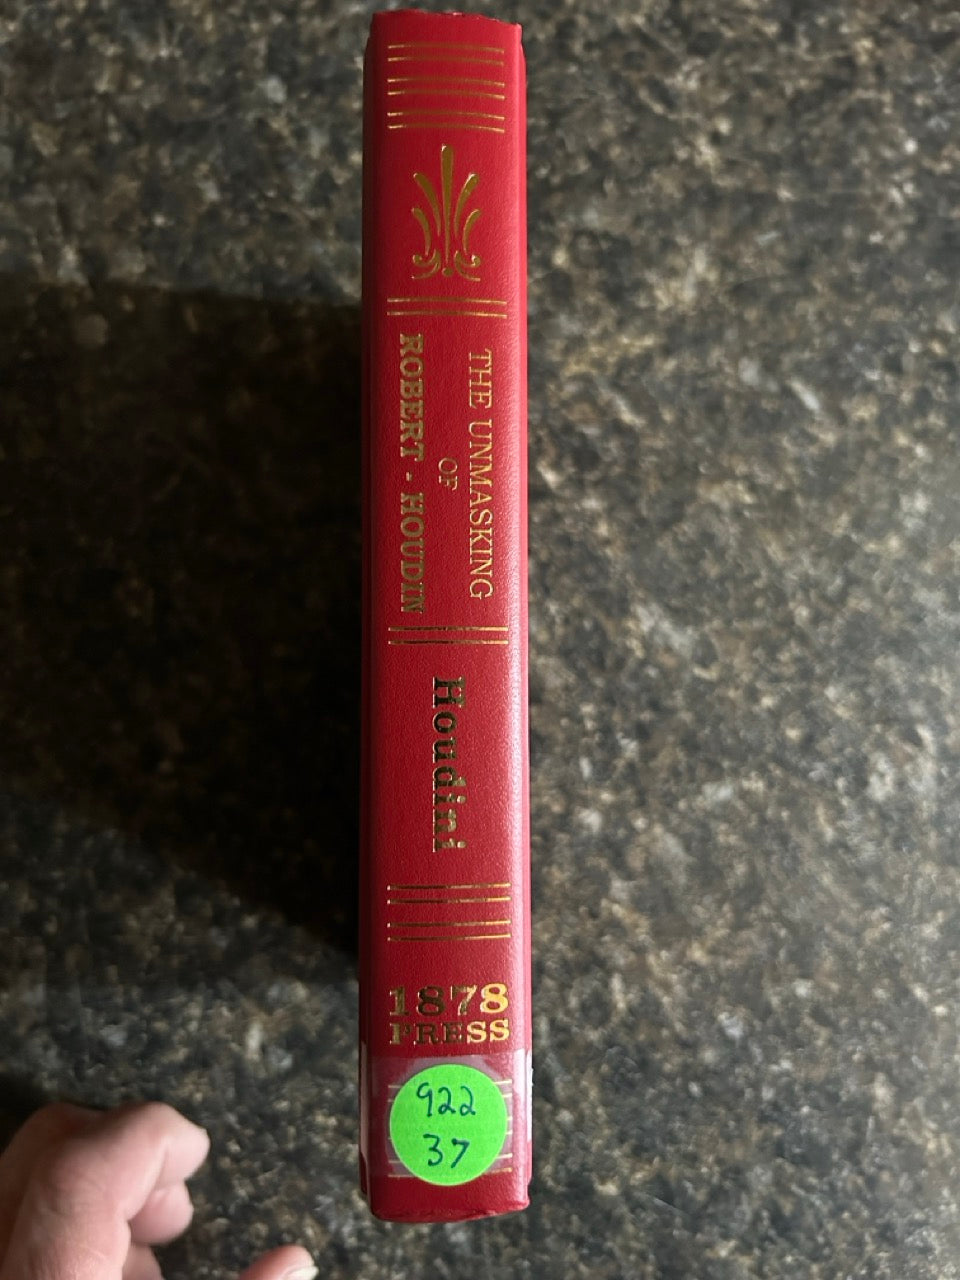 THE UNMASKING
OF
ROBERT - HOUDIN
Houdini
1878
PRESS
922
37